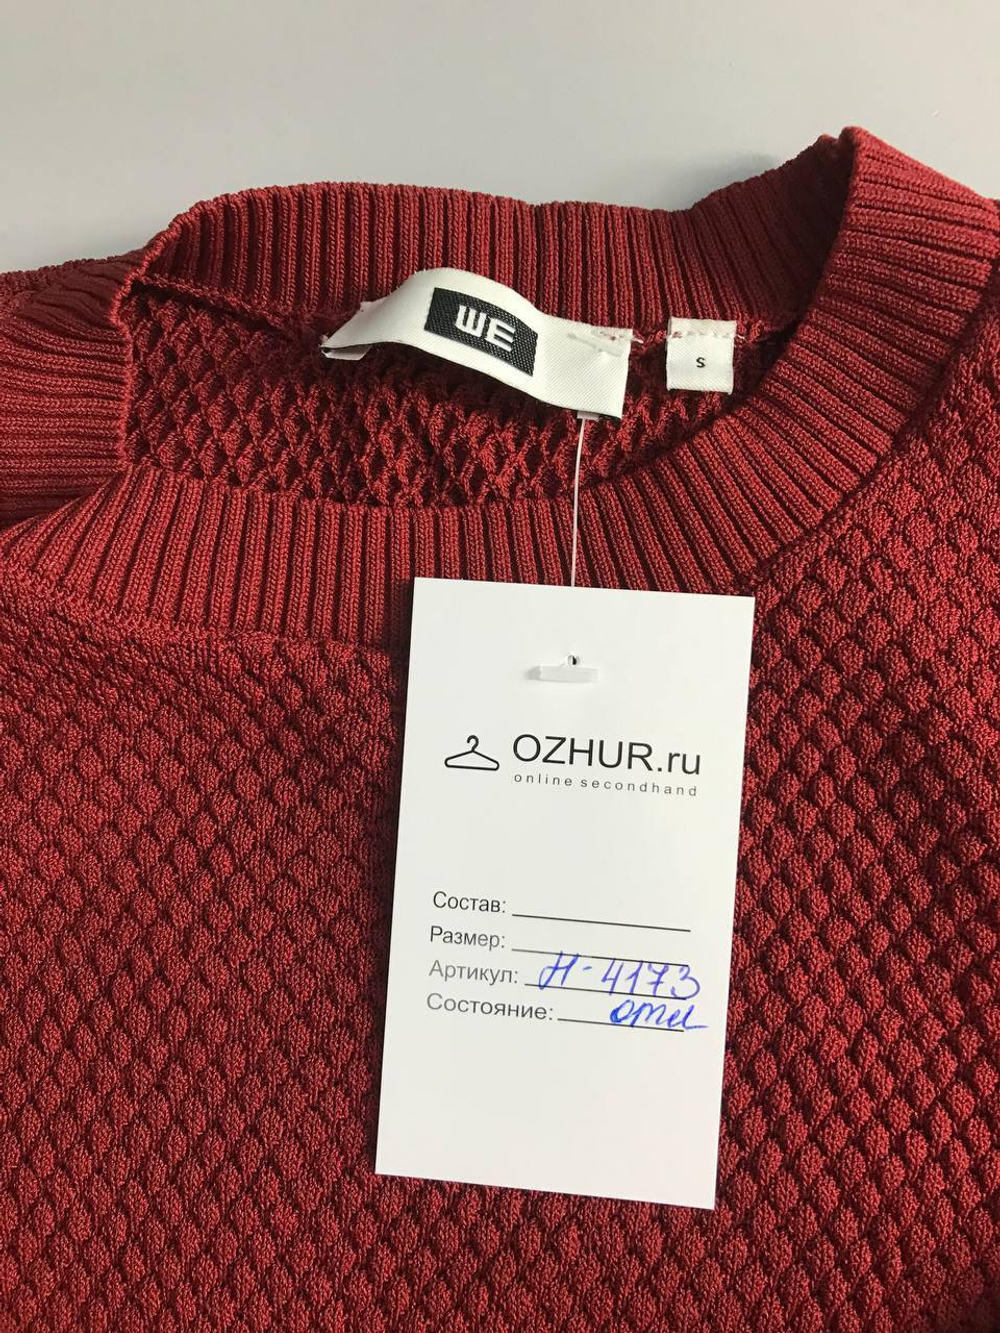 WE
S
OZHUR.ru
online secondhand
Состав:
Размер:
Артикул: Н-4173
Состояние: отл